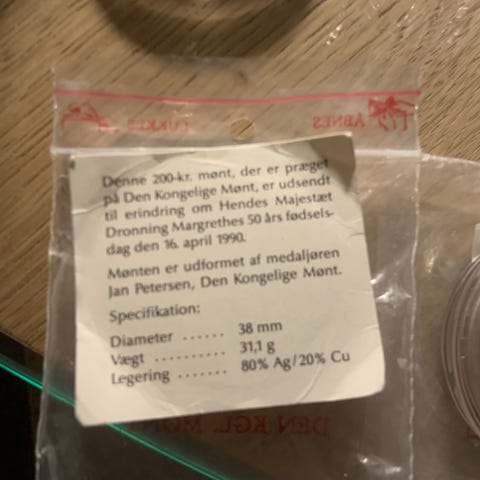 LUKKES
ÅBNES
Denne 200-kr. mønt, der er præget
på Den Kongelige Mønt, er udsendt
til erindring om Hendes Majestæt
Dronning Margrethes 50 års fødsels-
dag den 16. april 1990.
Mønten er udformet af medaljøren
Jan Petersen, Den Kongelige Mønt.
Specifikation:
Diameter ...... 38 mm
Vægt .......... 31,1 g
Legering ....... 80% Ag/20% Cu
DEN KGL. MØNT